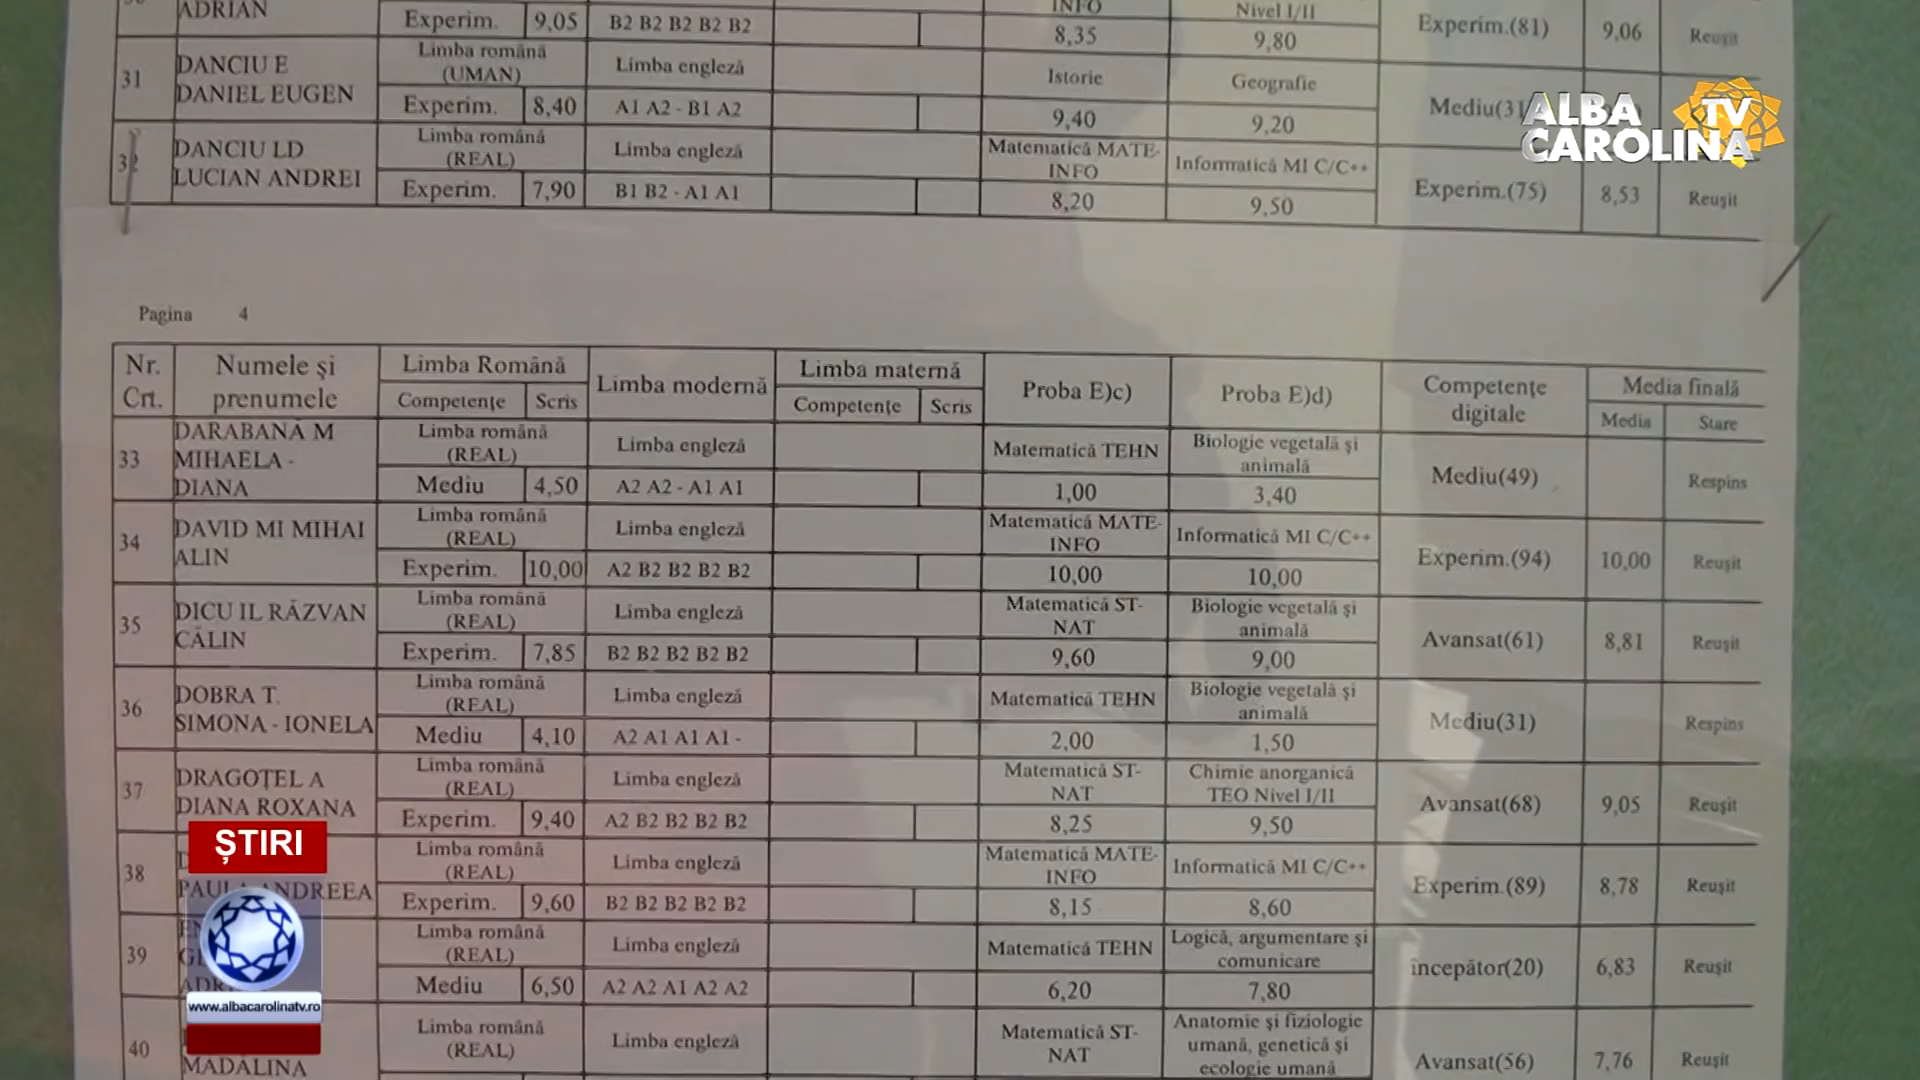 ADRIAN
Experim. 9,05 B2 B2 B2 B2 B2 INFO 8,35 Nivel I/II 9,80 Experim.(81) 9,06 Reușit
31 DANCIU E DANIEL EUGEN Limba română (UMAN) Limba engleză Istorie Geografie Mediu(31
Experim. 8,40 A1 A2 - B1 A2 9,40 9,20
32 DANCIU LD LUCIAN ANDREI Limba română (REAL) Limba engleză Matematică MATE-INFO Informatică MI C/C++ Experim.(75) 8,53 Reușit
Experim. 7,90 B1 B2 - A1 A1 8,20 9,50
ALBA
CAROLINA
TV
Pagina 4
Nr. Crt. Numele și prenumele Limba Română Limba modernă Limba maternă Proba E)c) Proba E)d) Competențe digitale Media finală
Competențe Scris Competențe Scris Media Stare
33 DARABANĂ M MIHAELA - DIANA Limba română (REAL) Limba engleză Matematică TEHN Biologie vegetală și animală Mediu(49) Respins
Mediu 4,50 A2 A2 - A1 A1 1,00 3,40
34 DAVID MI MIHAI ALIN Limba română (REAL) Limba engleză Matematică MATE-INFO Informatică MI C/C++ Experim.(94) 10,00 Reușit
Experim. 10,00 A2 B2 B2 B2 B2 10,00 10,00
35 DICU IL RĂZVAN CĂLIN Limba română (REAL) Limba engleză Matematică ST-NAT Biologie vegetală și animală Avansat(61) 8,81 Reușit
Experim. 7,85 B2 B2 B2 B2 B2 9,60 9,00
36 DOBRA T. SIMONA - IONELA Limba română (REAL) Limba engleză Matematică TEHN Biologie vegetală și animală Mediu(31) Respins
Mediu 4,10 A2 A1 A1 A1 - 2,00 1,50
37 DRAGOȚEL A DIANA ROXANA Limba română (REAL) Limba engleză Matematică ST-NAT Chimie anorganică TEO Nivel I/II Avansat(68) 9,05 Reușit
Experim. 9,40 A2 B2 B2 B2 B2 8,25 9,50
38 PAULA ANDREEA Limba română (REAL) Limba engleză Matematică MATE-INFO Informatică MI C/C++ Experim.(89) 8,78 Reușit
Experim. 9,60 B2 B2 B2 B2 B2 8,15 8,60
39 Limba română (REAL) Limba engleză Matematică TEHN Logică, argumentare și comunicare începător(20) 6,83 Reușit
Mediu 6,50 A2 A2 A1 A2 A2 6,20 7,80
40 MĂDĂLINA Limba română (REAL) Limba engleză Matematică ST-NAT Anatomie și fiziologie umană, genetică și ecologie umană Avansat(56) 7,76 Reușit
ȘTIRI
www.albacarolinatv.ro